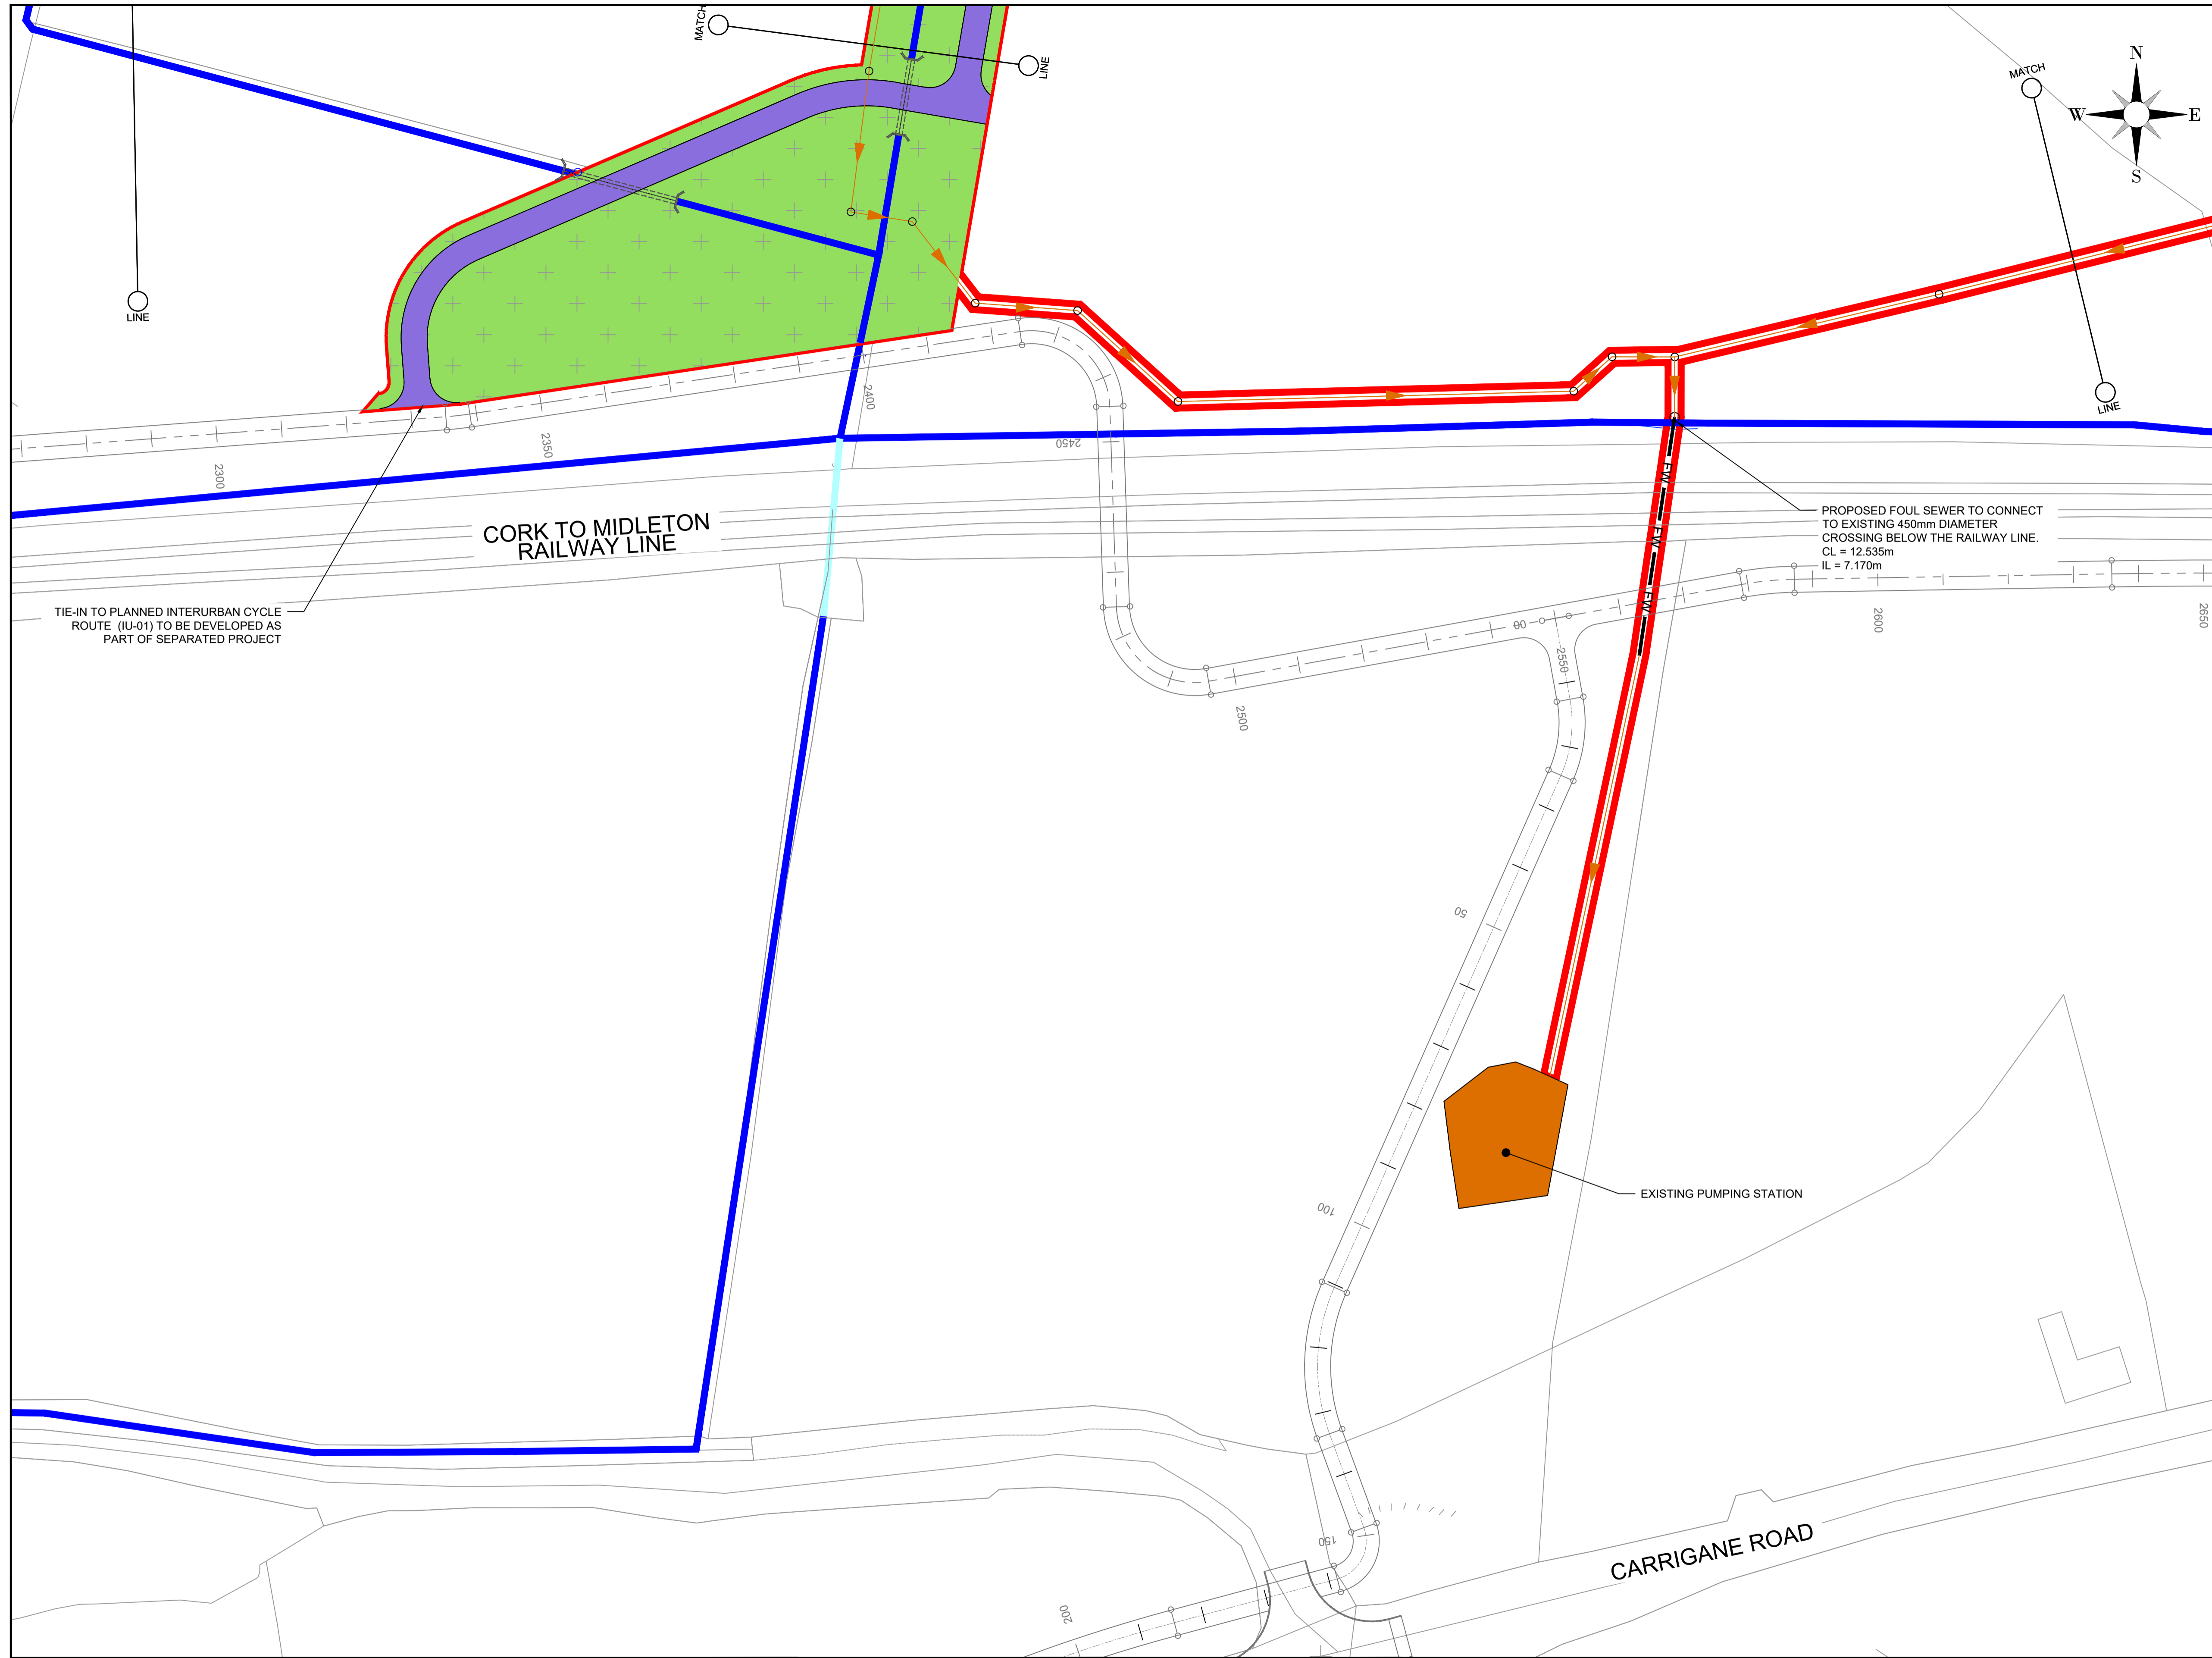 MATCH
LINE
MATCH
LINE
LINE
N
W
E
S
2300
2350
2400
2450
CORK TO MIDLETON
RAILWAY LINE
FW
FW
FW
PROPOSED FOUL SEWER TO CONNECT
TO EXISTING 450mm DIAMETER
CROSSING BELOW THE RAILWAY LINE.
CL = 12.535m
IL = 7.170m
TIE-IN TO PLANNED INTERURBAN CYCLE
ROUTE (IU-01) TO BE DEVELOPED AS
PART OF SEPARATED PROJECT
00
2550
2600
2650
2500
50
100
EXISTING PUMPING STATION
150
CARRIGANE ROAD
200